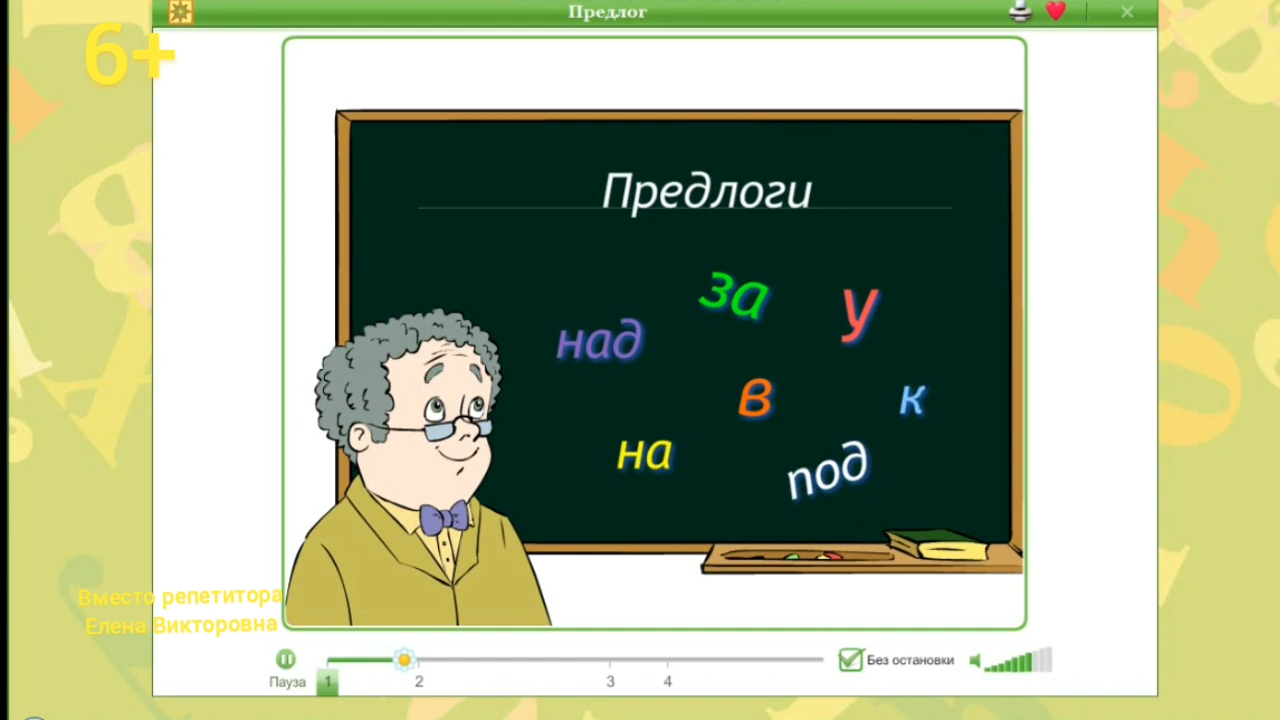 Предлог
6+
Предлоги
за
у
над
в
к
на
под
Вместо репетитора
Елена Викторовна
Без остановки
Пауза
1
2
3
4